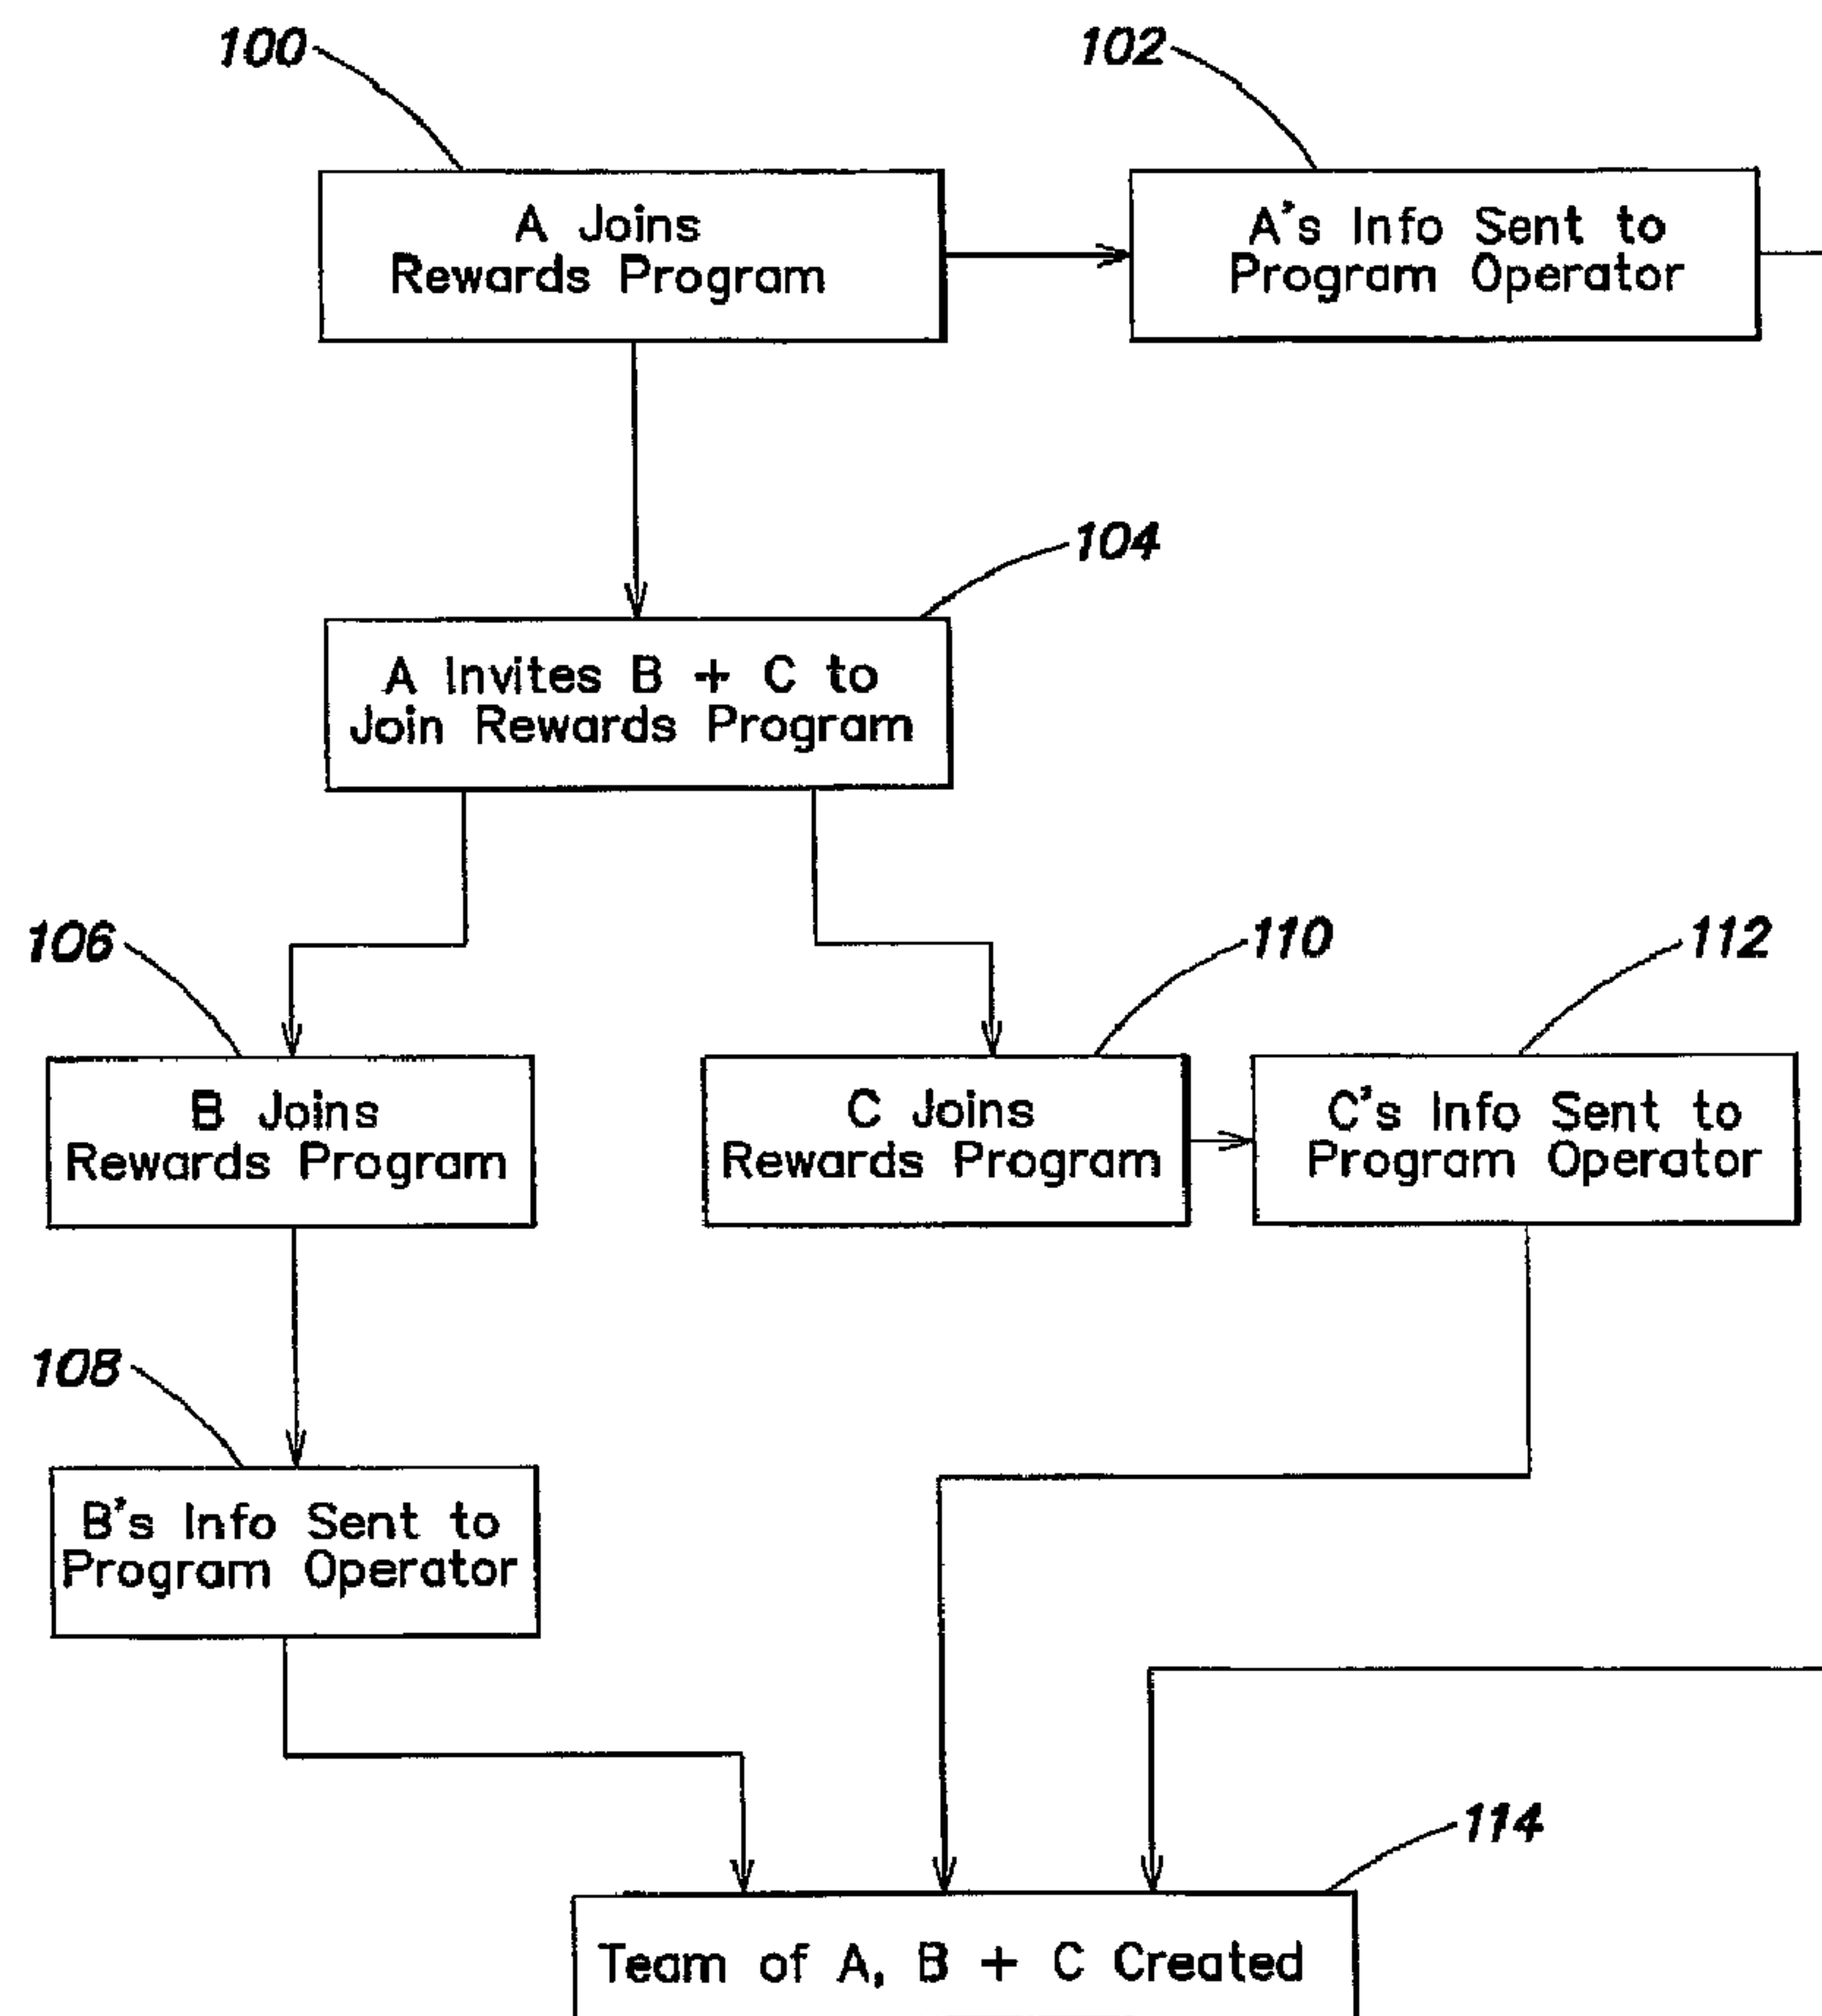 100
102
A Joins
Rewards Program
A's Info Sent to
Program Operator
104
A Invites B + C to
Join Rewards Program
106
110
112
B Joins
Rewards Program
C Joins
Rewards Program
C's Info Sent to
Program Operator
108
B's Info Sent to
Program Operator
114
Team of A, B + C Created